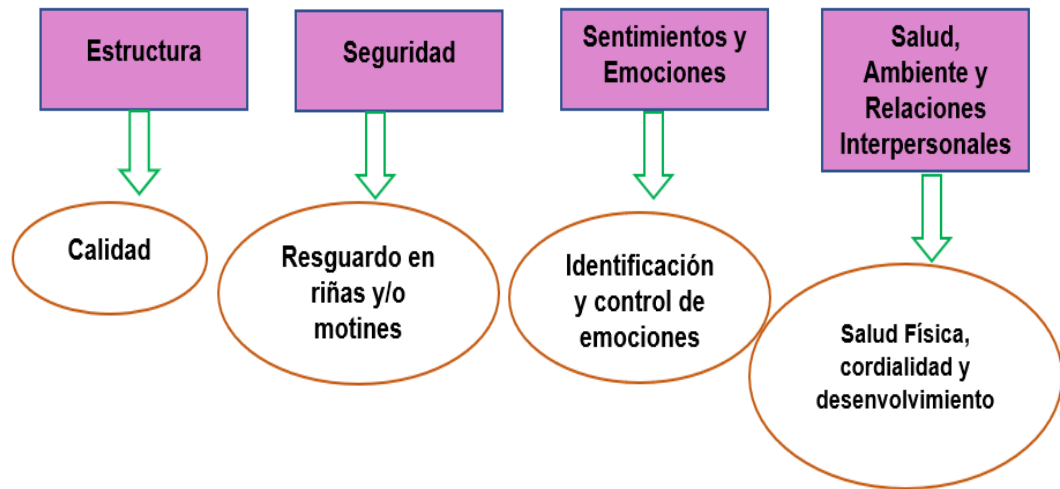 Estructura
Calidad
Seguridad
Resguardo en
riñas y/o
motines
Sentimientos y
Emociones
Identificación
y control de
emociones
Salud,
Ambiente y
Relaciones
Interpersonales
Salud Física,
cordialidad y
desenvolvimiento